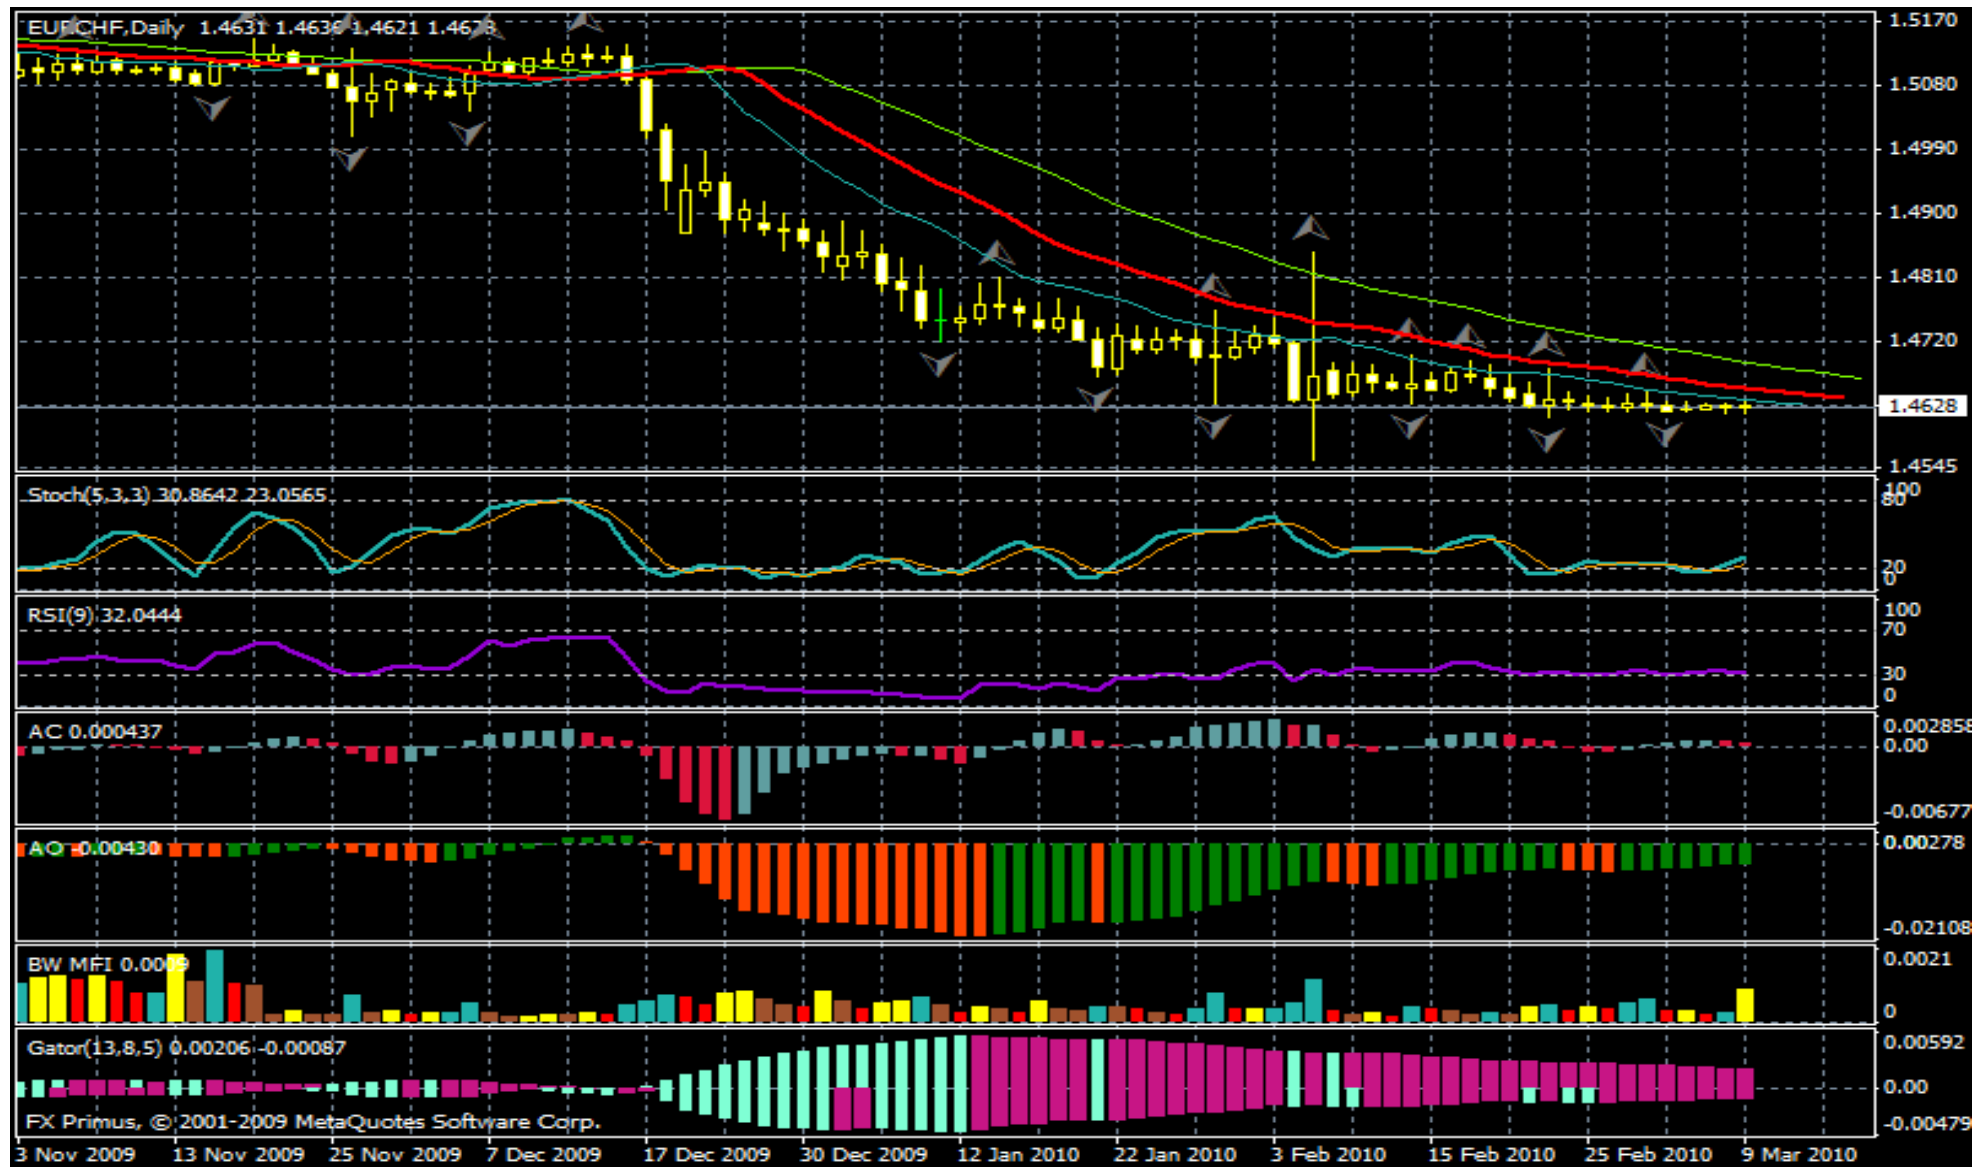 EURCHF,Daily 1.4631 1.4636 1.4621 1.4628
1.5170
1.5080
1.4990
1.4900
1.4810
1.4720
1.4628
1.4545
Stoch(5,3,3) 30.8642 23.0565
100
80
20
0
RSI(9) 32.0444
100
70
30
0
AC 0.000437
0.002858
0.00
-0.00677
AO -0.00430
0.00278
-0.02108
BW MFI 0.0009
0.0021
0
Gator(13,8,5) 0.00206 -0.00087
0.00592
0.00
-0.00479
FX Primus, © 2001-2009 MetaQuotes Software Corp.
3 Nov 2009 13 Nov 2009 25 Nov 2009 7 Dec 2009 17 Dec 2009 30 Dec 2009 12 Jan 2010 22 Jan 2010 3 Feb 2010 15 Feb 2010 25 Feb 2010 9 Mar 2010